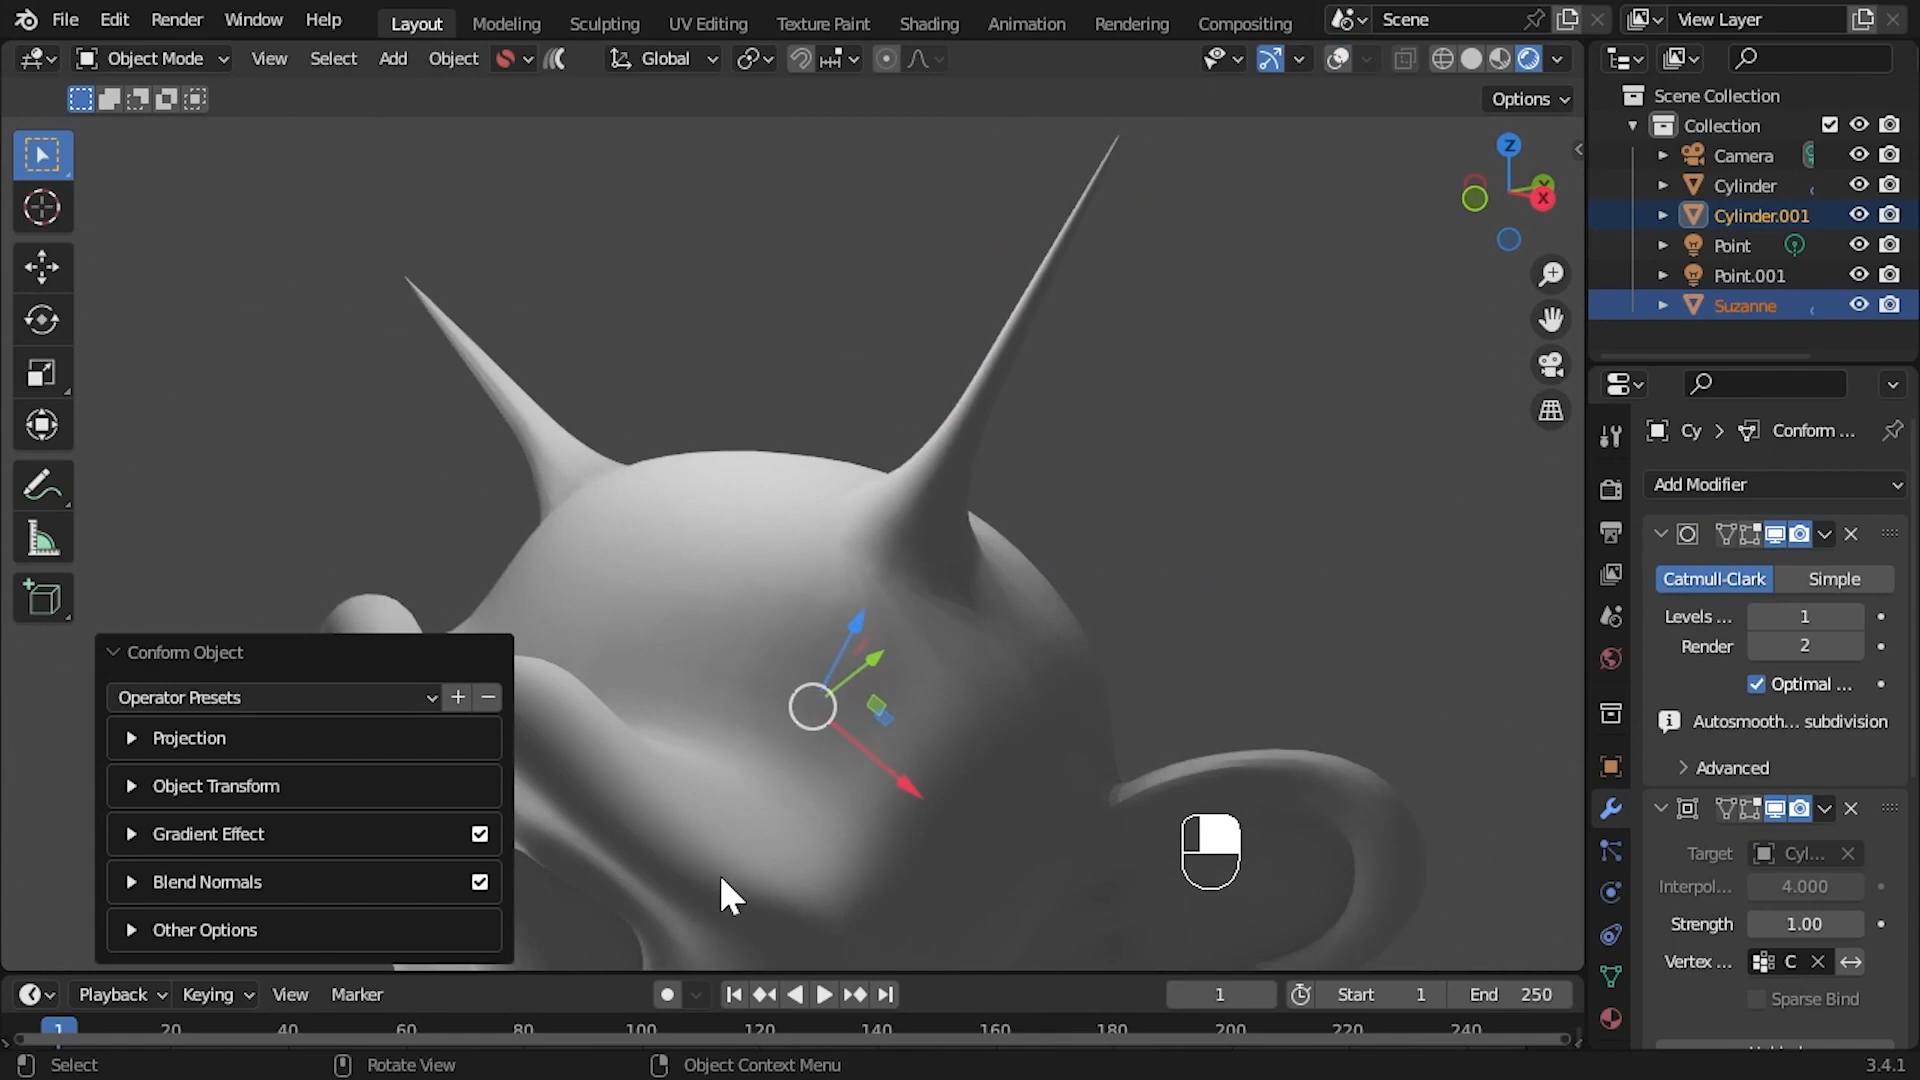 File Edit Render Window Help Layout Modeling Sculpting UV Editing Texture Paint Shading Animation Rendering Compositing Scene View Layer
Object Mode View Select Add Object Global
Options
Z
X
Scene Collection
Collection
Camera
Cylinder
Cylinder.001
Point
Point.001
Suzanne
Cy > Conform ...
Add Modifier
Catmull-Clark Simple
Levels ... 1
Render 2
Optimal ...
Autosmooth... subdivision
Advanced
Target Cyl...
Interpol... 4.000
Strength 1.00
Vertex ... C
Sparse Bind
Conform Object
Operator Presets
Projection
Object Transform
Gradient Effect
Blend Normals
Other Options
Playback Keying View Marker 1 Start 1 End 250
1 20 40 60 80 100 120 140 160 180 200 220 240
Select Rotate View Object Context Menu 3.4.1